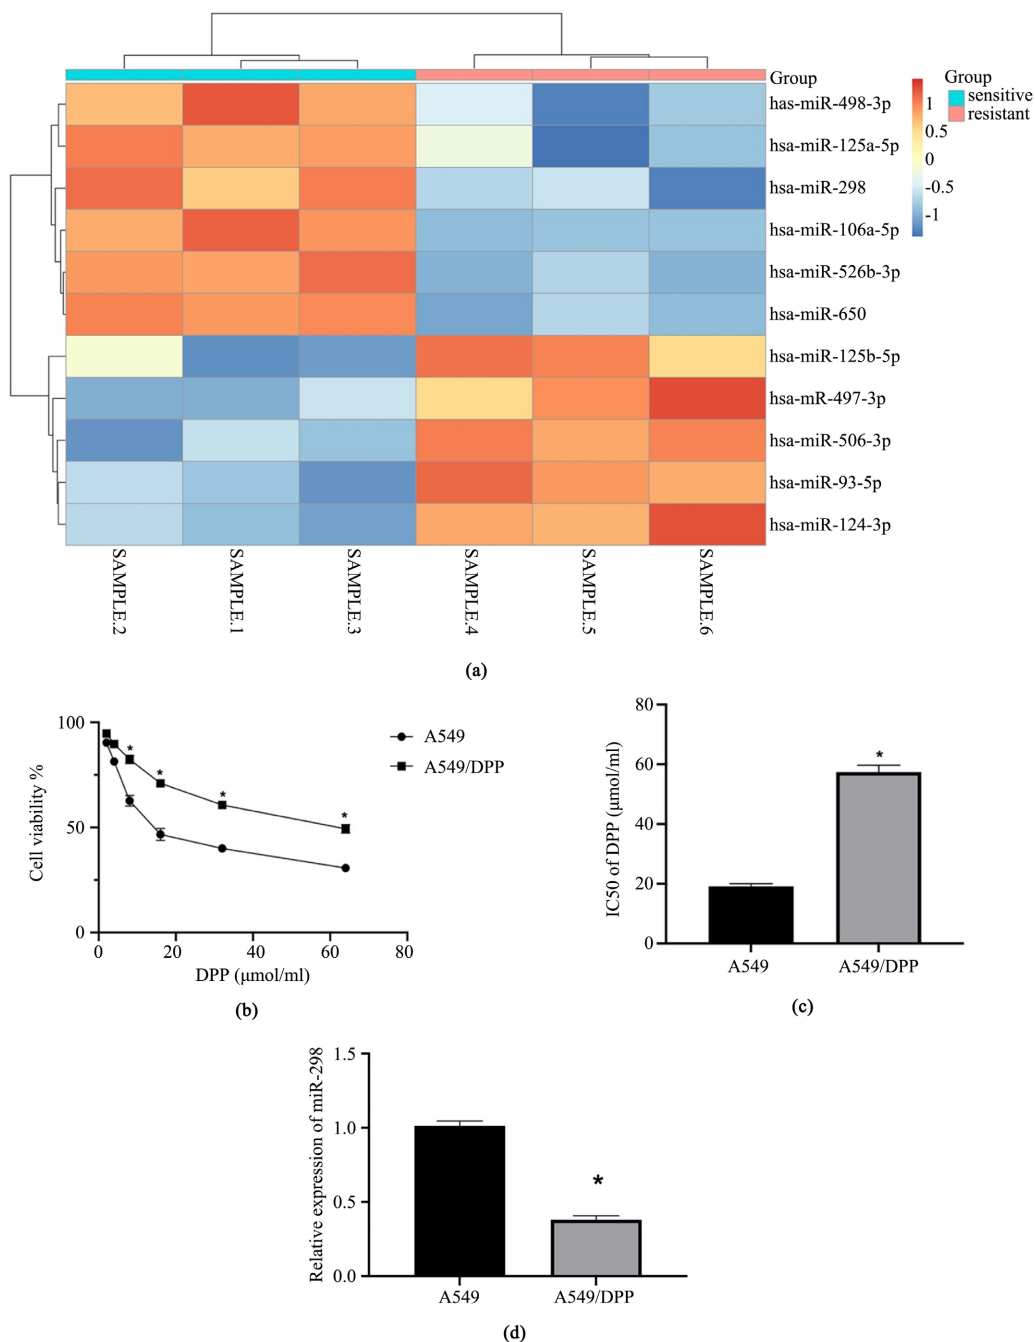 Group
has-miR-498-3p
hsa-miR-125a-5p
hsa-miR-298
hsa-miR-106a-5p
hsa-miR-526b-3p
hsa-miR-650
hsa-miR-125b-5p
hsa-mR-497-3p
hsa-miR-506-3p
hsa-miR-93-5p
hsa-miR-124-3p
1
0.5
0
-0.5
-1
Group
sensitive
resistant
SAMPLE.2
SAMPLE.1
SAMPLE.3
SAMPLE.4
SAMPLE.5
SAMPLE.6
(a)
Cell viability %
100
50
0
0 20 40 60 80
DPP (μmol/ml)
* * * *
A549
A549/DPP
(b)
IC50 of DPP (μmol/ml)
80
60
40
20
0
*
A549 A549/DPP
(c)
Relative expression of miR-298
1.5
1.0
0.5
0.0
*
A549 A549/DPP
(d)